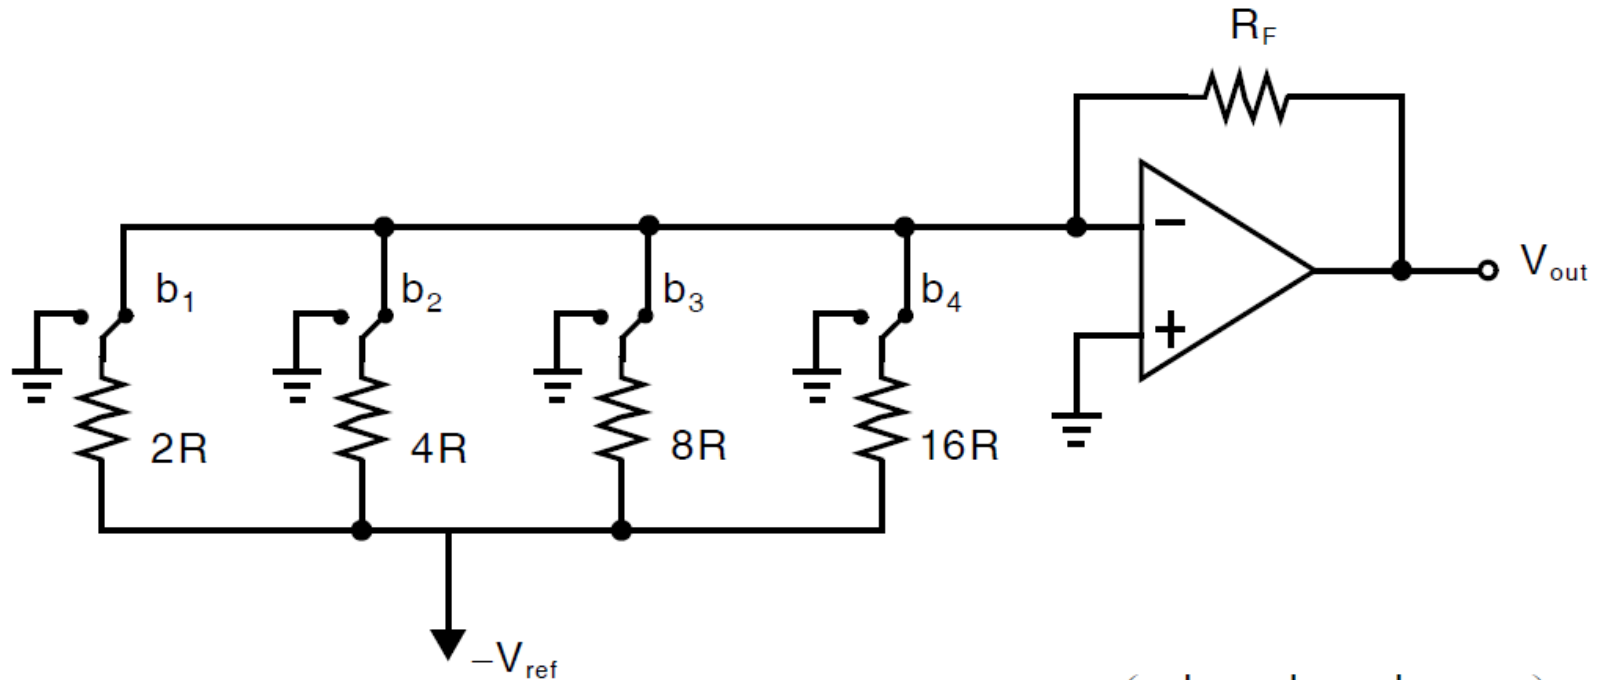 R_F
b_1
b_2
b_3
b_4
V_out
2R
4R
8R
16R
−V_ref